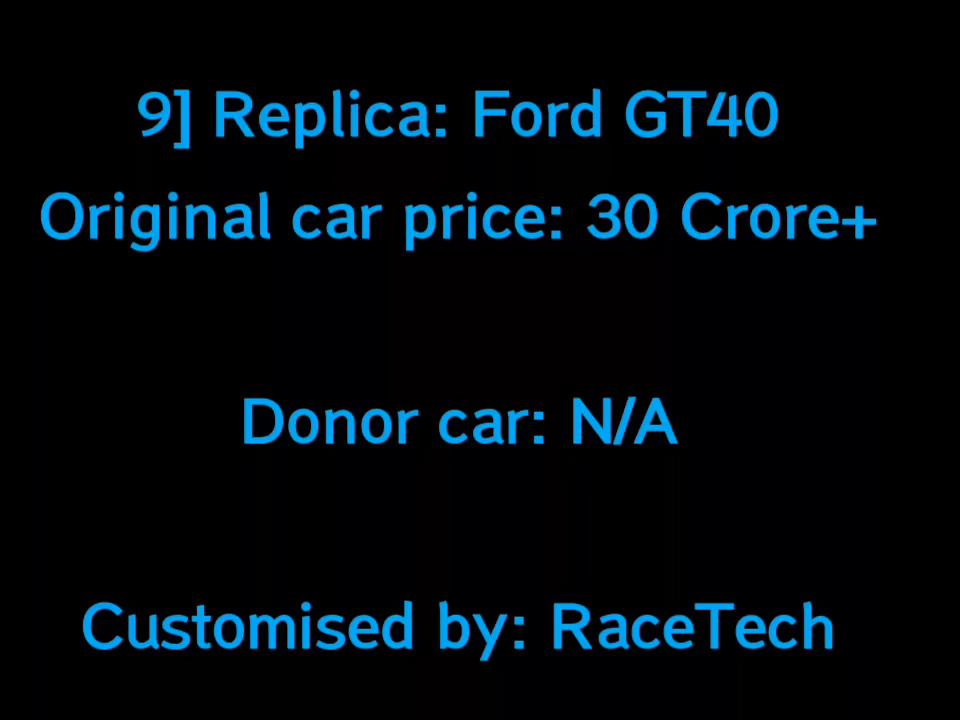 9] Replica: Ford GT40
Original car price: 30 Crore+
Donor car: N/A
Customised by: RaceTech